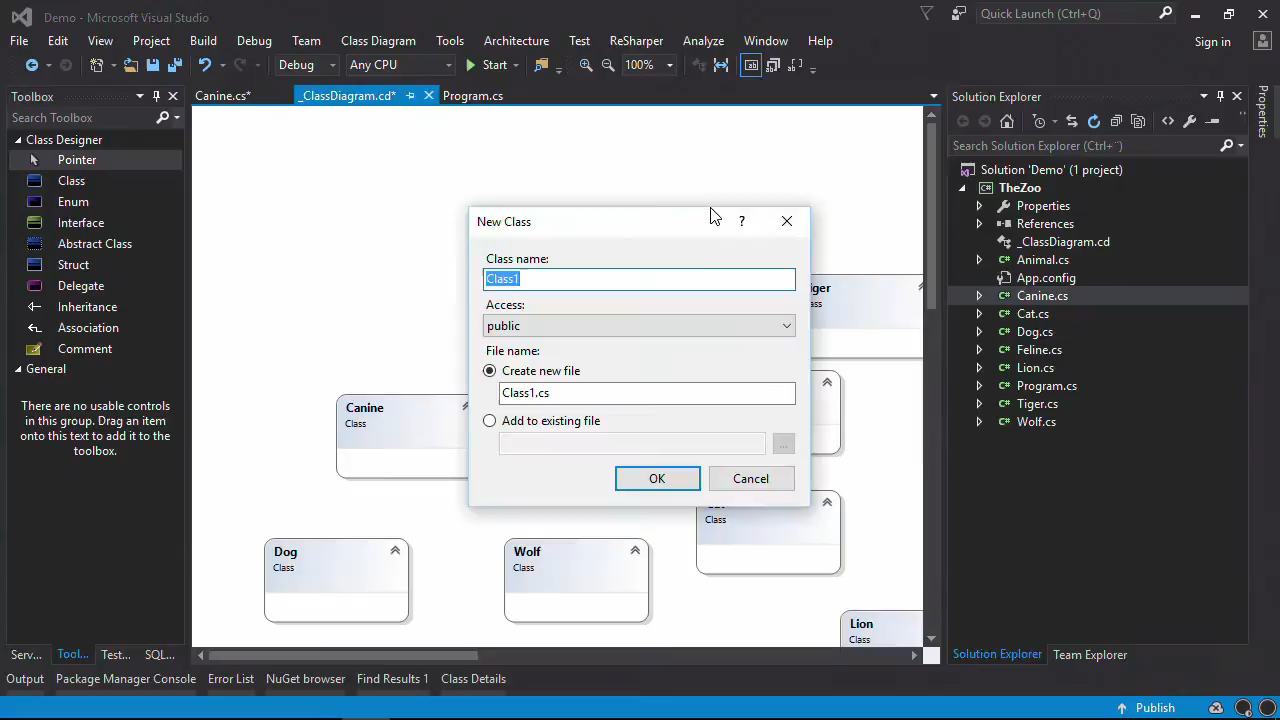 Demo - Microsoft Visual Studio
Quick Launch (Ctrl+Q)
File Edit View Project Build Debug Team Class Diagram Tools Architecture Test ReSharper Analyze Window Help
Sign in
Debug Any CPU Start 100%
Toolbox
Search Toolbox
Class Designer
Pointer
Class
Enum
Interface
Abstract Class
Struct
Delegate
Inheritance
Association
Comment
General
There are no usable controls
in this group. Drag an item
onto this text to add it to the
toolbox.
Serv... Tool... Test... SQL...
Canine.cs* _ClassDiagram.cd* Program.cs
Canine
Class
Dog
Class
Wolf
Class
Class
Lion
Class
New Class
?
Class name:
Class1
Access:
public
File name:
Create new file
Class1.cs
Add to existing file
...
OK Cancel
Solution Explorer
Search Solution Explorer (Ctrl+¨)
Solution 'Demo' (1 project)
C# TheZoo
Properties
References
_ClassDiagram.cd
C# Animal.cs
App.config
C# Canine.cs
C# Cat.cs
C# Dog.cs
C# Feline.cs
C# Lion.cs
C# Program.cs
C# Tiger.cs
C# Wolf.cs
Solution Explorer Team Explorer
Properties
Output Package Manager Console Error List NuGet browser Find Results 1 Class Details
Publish